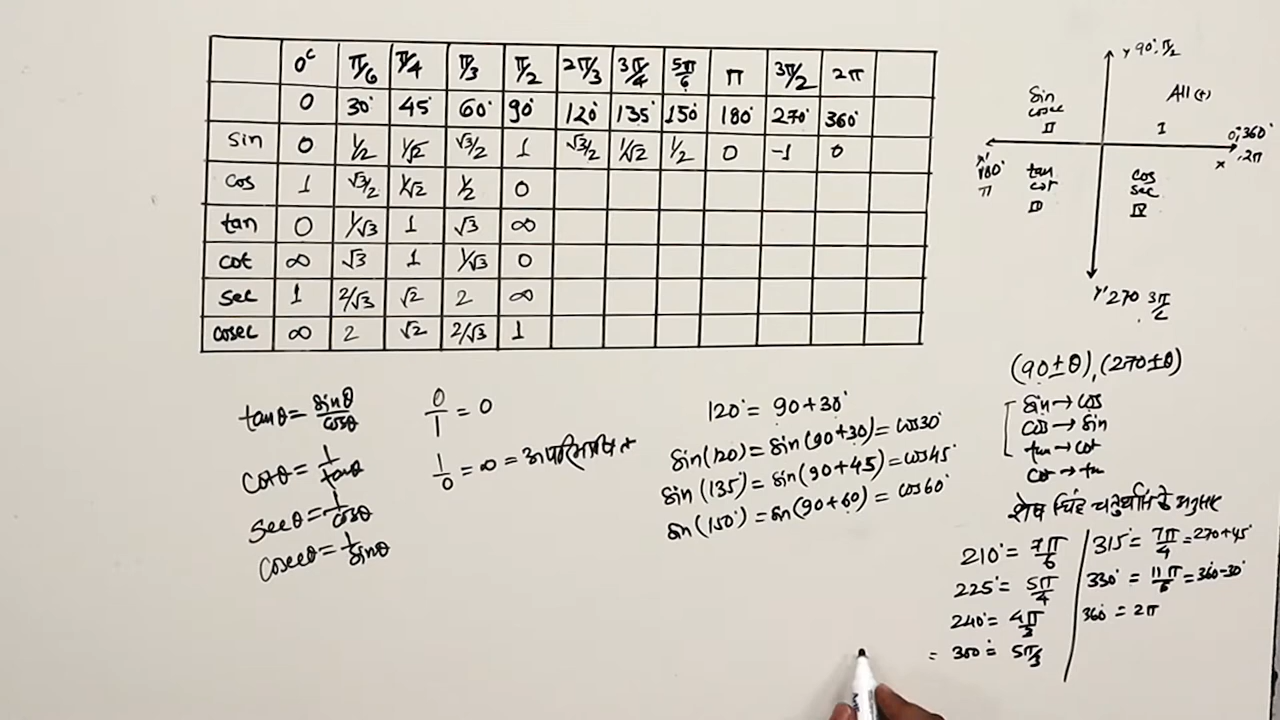 0ᶜ π/6 π/4 π/3 π/2 2π/3 3π/4 5π/6 π 3π/2 2π
0 30° 45° 60° 90° 120° 135° 150° 180° 270° 360°
sin 0 1/2 1/√2 √3/2 1 √3/2 1/√2 1/2 0 -1 0
cos 1 √3/2 1/√2 1/2 0
tan 0 1/√3 1 √3 ∞
cot ∞ √3 1 1/√3 0
sec 1 2/√3 √2 2 ∞
cosec ∞ 2 √2 2/√3 1
y 90°, π/2
Sin
cosec
II
All (+)
I
0, 360°
x , 2π
x'
180°
π
tan
cot
cos
sec
IV
y' 270 3π/2
tanθ = sinθ/cosθ
cotθ = 1/tanθ
secθ = 1/cosθ
cosecθ = 1/sinθ
0/1 = 0
1/0 = ∞ = अपरिभाषित
120° = 90+30°
sin(120) = sin(90+30) = cos30°
sin(135) = sin(90+45) = cos45°
sin(150°) = sin(90+60) = cos60°
(90±θ), (270±θ)
sin → cos
cos → sin
tan → cot
cot → tan
शेष चिंह चतुर्थांश के अनुसार
210° = 7π/6
225° = 5π/4
240° = 4π/3
= 300 = 5π/3
315° = 7π/4 = 270+45°
330° = 11π/6 = 360-30°
360 = 2π